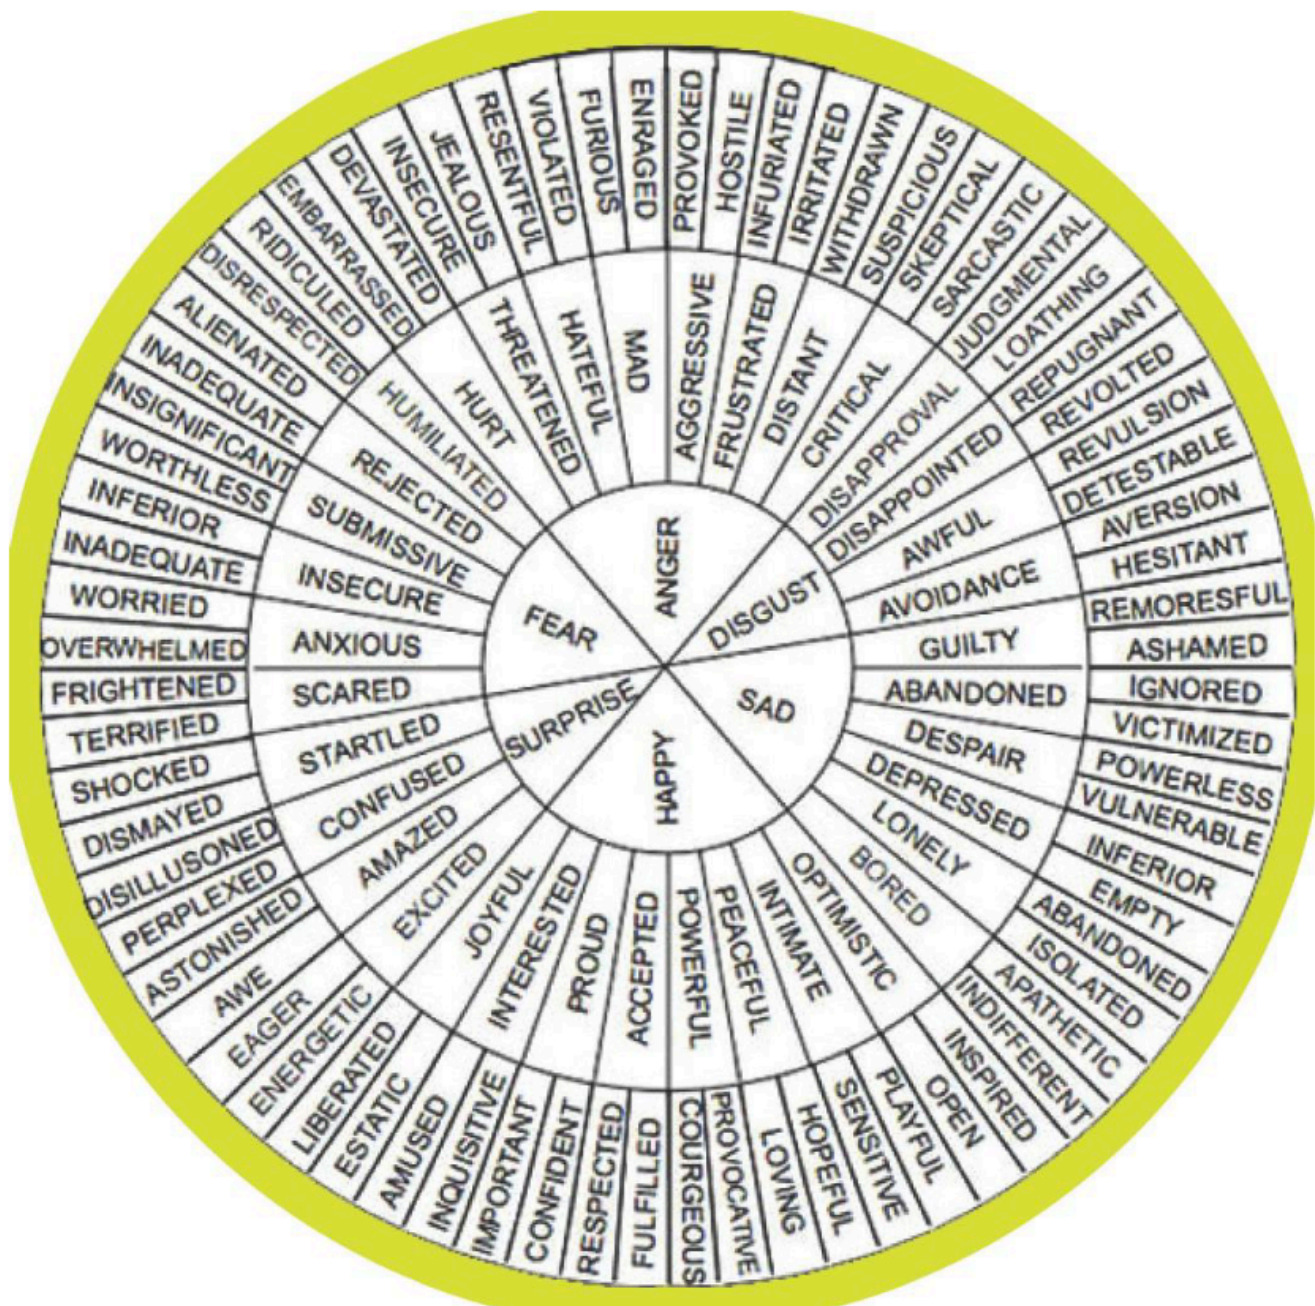 ANGER
DISGUST
SAD
HAPPY
SURPRISE
FEAR
MAD
AGGRESSIVE
FRUSTRATED
DISTANT
CRITICAL
DISAPPROVAL
DISAPPOINTED
AWFUL
AVOIDANCE
GUILTY
ABANDONED
DESPAIR
DEPRESSED
LONELY
BORED
OPTIMISTIC
INTIMATE
PEACEFUL
POWERFUL
ACCEPTED
PROUD
INTERESTED
JOYFUL
EXCITED
AMAZED
CONFUSED
STARTLED
SCARED
ANXIOUS
INSECURE
SUBMISSIVE
REJECTED
HUMILIATED
HURT
THREATENED
HATEFUL
ENRAGED
PROVOKED
HOSTILE
INFURIATED
IRRITATED
WITHDRAWN
SUSPICIOUS
SKEPTICAL
SARCASTIC
JUDGMENTAL
LOATHING
REPUGNANT
REVOLTED
REVULSION
DETESTABLE
AVERSION
HESITANT
REMORESFUL
ASHAMED
IGNORED
VICTIMIZED
POWERLESS
VULNERABLE
INFERIOR
EMPTY
ABANDONED
ISOLATED
APATHETIC
INDIFFERENT
INSPIRED
OPEN
PLAYFUL
SENSITIVE
HOPEFUL
LOVING
PROVOCATIVE
COURGEOUS
FULFILLED
RESPECTED
CONFIDENT
IMPORTANT
INQUISITIVE
AMUSED
ESTATIC
LIBERATED
ENERGETIC
EAGER
AWE
ASTONISHED
PERPLEXED
DISILLUSONED
DISMAYED
SHOCKED
TERRIFIED
FRIGHTENED
OVERWHELMED
WORRIED
INADEQUATE
INFERIOR
WORTHLESS
INSIGNIFICANT
INADEQUATE
ALIENATED
DISRESPECTED
RIDICULED
EMBARRASSED
DEVASTATED
INSECURE
JEALOUS
RESENTFUL
VIOLATED
FURIOUS